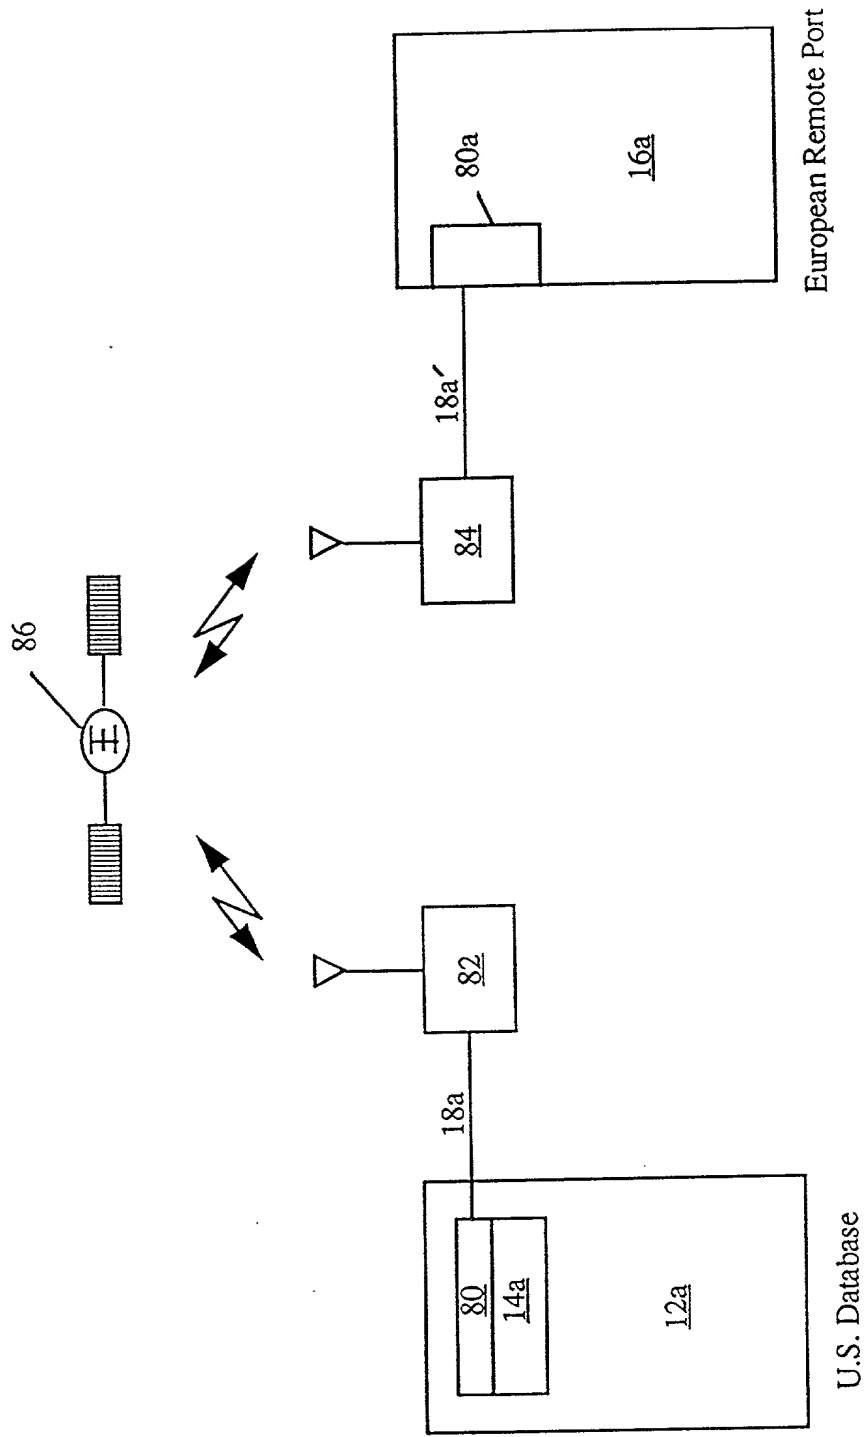 86
80
14a
12a
U.S. Database
18a
82
84
18a′
80a
16a
European Remote Port